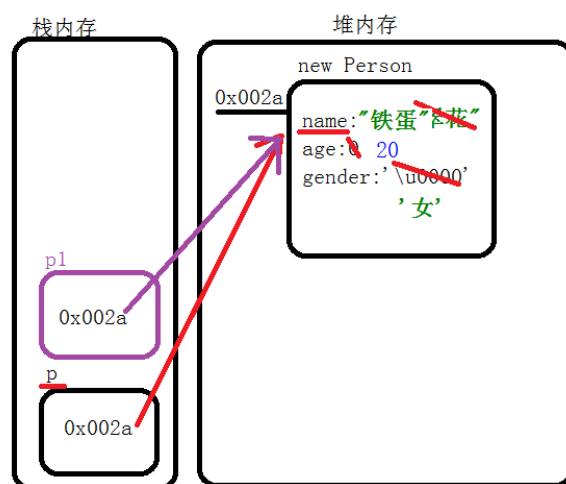 栈内存
堆内存
new Person
0x002a
name:"铁蛋" 花"
age:0 20
gender:'\u0000'
'女'
p1
0x002a
p
0x002a